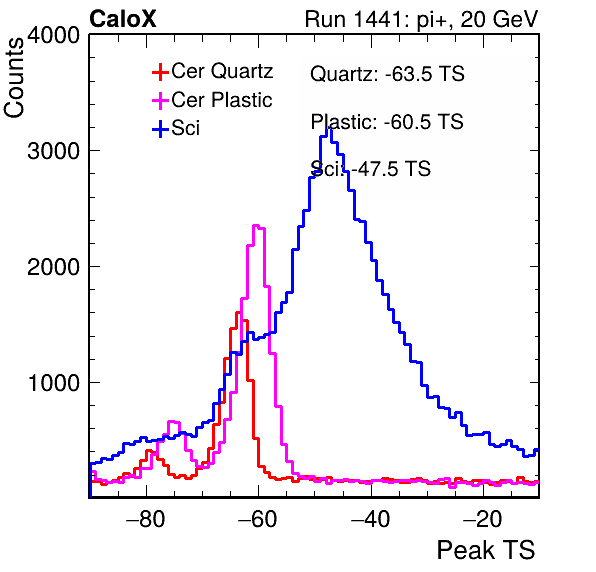 CaloX Run 1441: pi+, 20 GeV
Counts
4000
3000
2000
1000
Cer Quartz
Cer Plastic
Sci
Quartz: -63.5 TS
Plastic: -60.5 TS
Sci: -47.5 TS
−80 −60 −40 −20
Peak TS